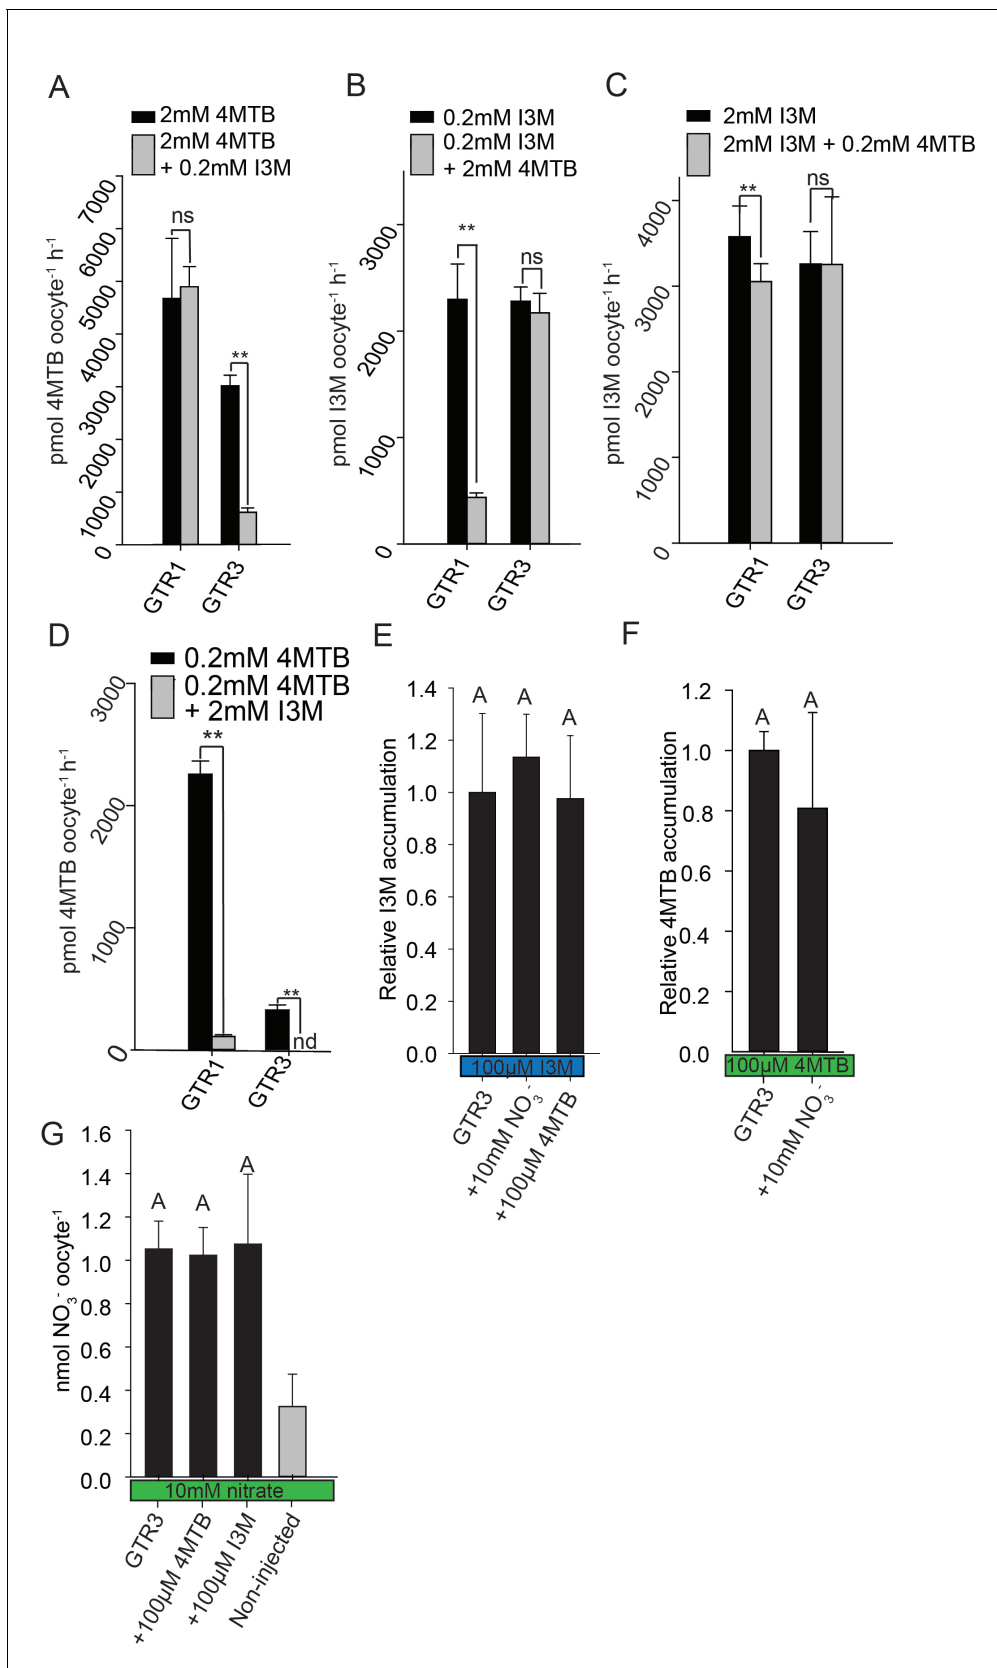 A
2mM 4MTB
2mM 4MTB
+ 0.2mM I3M
pmol 4MTB oocyte-1 h-1
7000
6000
5000
4000
3000
2000
1000
0
ns
**
GTR1
GTR3
B
0.2mM I3M
0.2mM I3M
+ 2mM 4MTB
pmol I3M oocyte-1 h-1
3000
2000
1000
0
**
ns
GTR1
GTR3
C
2mM I3M
2mM I3M + 0.2mM 4MTB
pmol I3M oocyte-1 h-1
4000
3000
2000
1000
0
**
ns
GTR1
GTR3
D
0.2mM 4MTB
0.2mM 4MTB
+ 2mM I3M
pmol 4MTB oocyte-1 h-1
3000
2000
1000
0
**
**
nd
GTR1
GTR3
E
Relative I3M accumulation
1.4
1.2
1.0
0.8
0.6
0.4
0.2
0.0
A
A
A
100µM I3M
GTR3
+10mM NO3-
+100µM 4MTB
F
Relative 4MTB accumulation
1.2
1.0
0.8
0.6
0.4
0.2
0.0
A
A
100µM 4MTB
GTR3
+10mM NO3-
G
nmol NO3- oocyte-1
1.6
1.4
1.2
1.0
0.8
0.6
0.4
0.2
0.0
A
A
A
10mM nitrate
GTR3
+100µM 4MTB
+100µM I3M
Non-injected